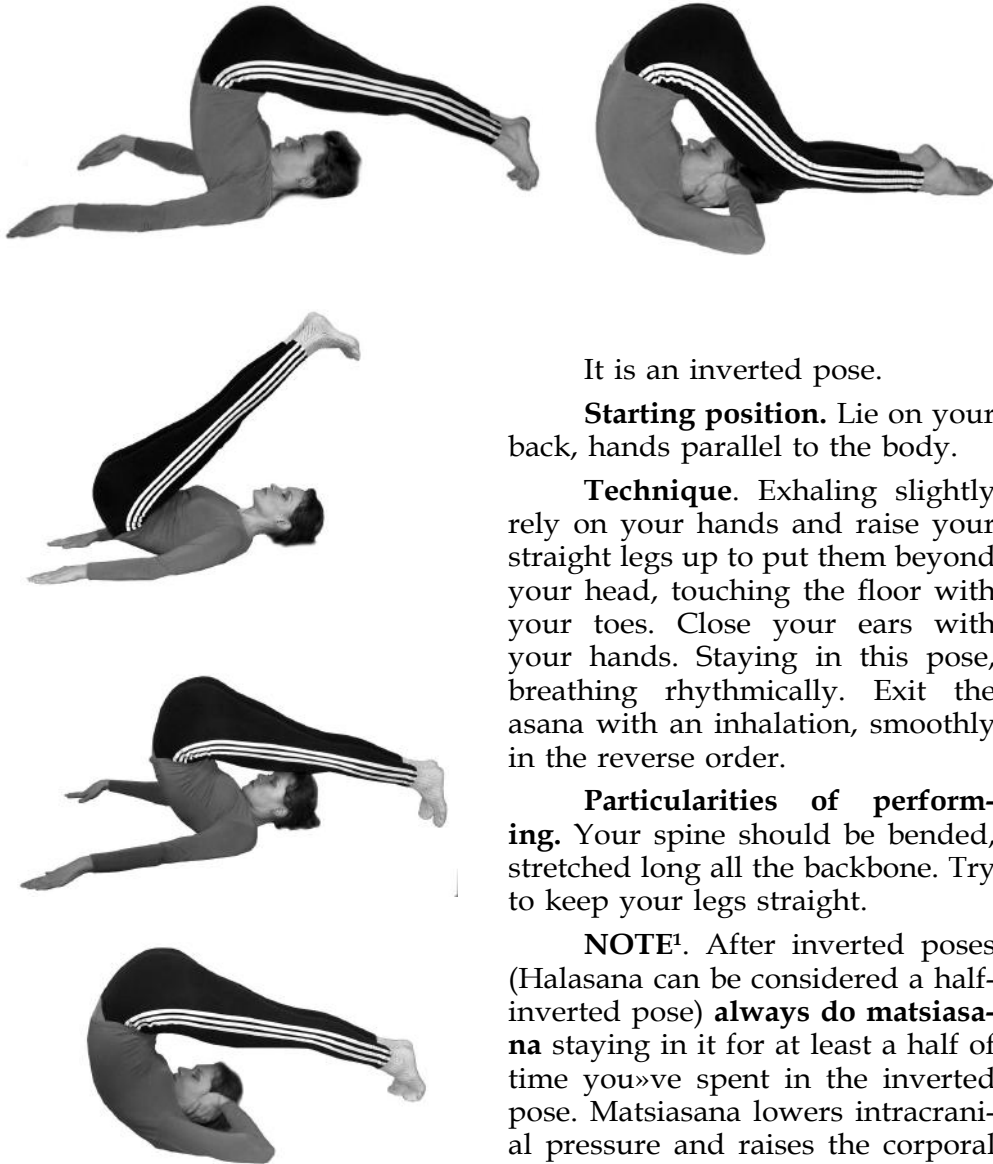 It is an inverted pose.
Starting position. Lie on your
back, hands parallel to the body.
Technique. Exhaling slightly
rely on your hands and raise your
straight legs up to put them beyond
your head, touching the floor with
your toes. Close your ears with
your hands. Staying in this pose,
breathing rhythmically. Exit the
asana with an inhalation, smoothly
in the reverse order.
Particularities of perform-
ing. Your spine should be bended,
stretched long all the backbone. Try
to keep your legs straight.
NOTE¹. After inverted poses
(Halasana can be considered a half-
inverted pose) always do matsiasa-
na staying in it for at least a half of
time you»ve spent in the inverted
pose. Matsiasana lowers intracrani-
al pressure and raises the corporal